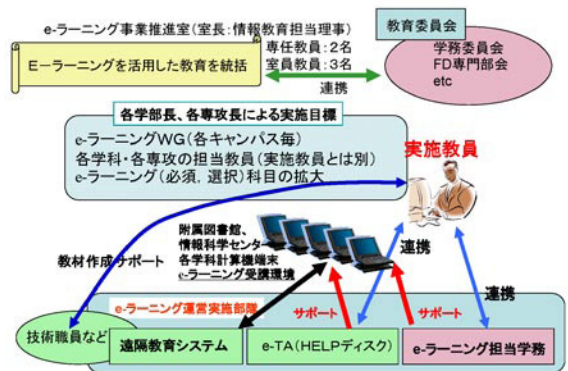 e-ラーニング事業推進室(室長:情報教育担当理事)
専任教員:2名
室員教員:3名
E-ラーニングを活用した教育を統括
連携
教育委員会
学務委員会
FD専門部会
etc
各学部長、各専攻長による実施目標
e-ラーニングWG(各キャンパス毎)
各学科・各専攻の担当教員(実施教員とは別)
e-ラーニング(必須, 選択)科目の拡大
実施教員
附属図書館、
情報科学センター
各学科計算機端末
e-ラーニング受講環境
教材作成サポート
連携
連携
e-ラーニング運営実施部隊
サポート
サポート
技術職員など
遠隔教育システム
e-TA(HELPディスク)
e-ラーニング担当学務